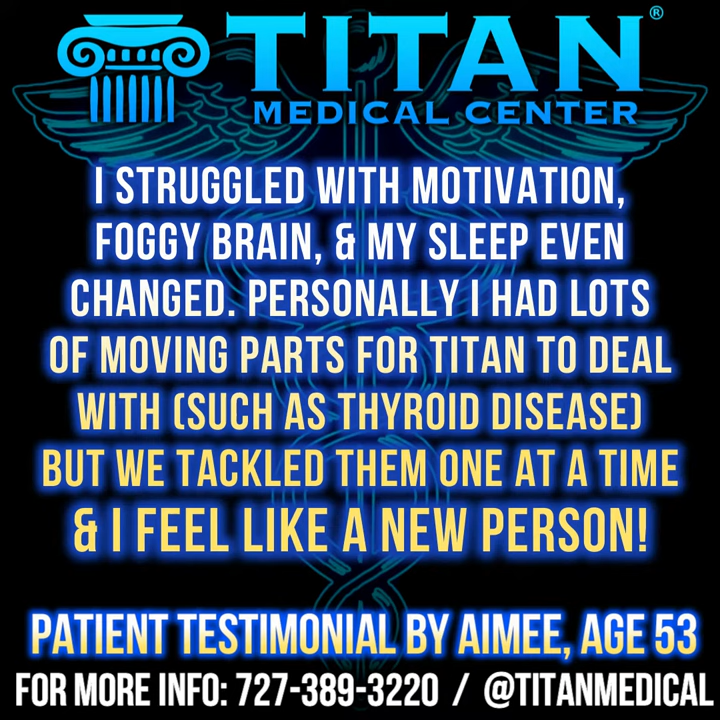 TITAN®
MEDICAL CENTER
I STRUGGLED WITH MOTIVATION,
FOGGY BRAIN, & MY SLEEP EVEN
CHANGED. PERSONALLY I HAD LOTS
OF MOVING PARTS FOR TITAN TO DEAL
WITH (SUCH AS THYROID DISEASE)
BUT WE TACKLED THEM ONE AT A TIME
& I FEEL LIKE A NEW PERSON!
PATIENT TESTIMONIAL BY AIMEE, AGE 53
FOR MORE INFO: 727-389-3220 / @TITANMEDICAL